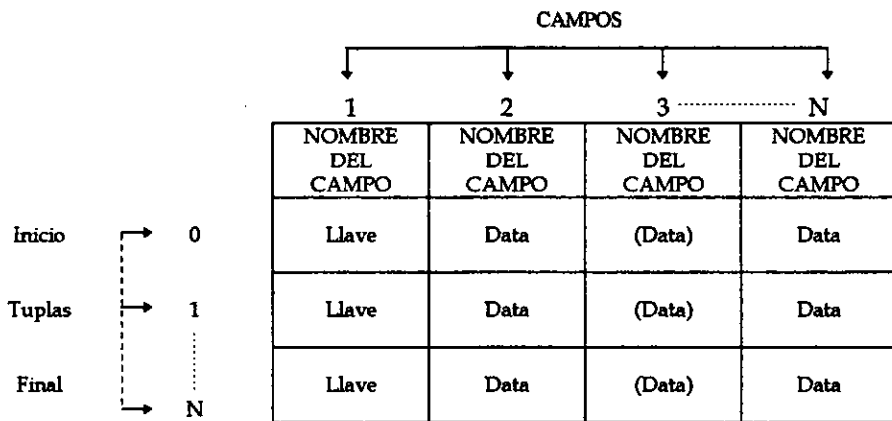 CAMPOS
1 2 3 N
NOMBRE DEL CAMPO NOMBRE DEL CAMPO NOMBRE DEL CAMPO NOMBRE DEL CAMPO
Inicio 0 Llave Data (Data) Data
Tuplas 1 Llave Data (Data) Data
Final Llave Data (Data) Data
N